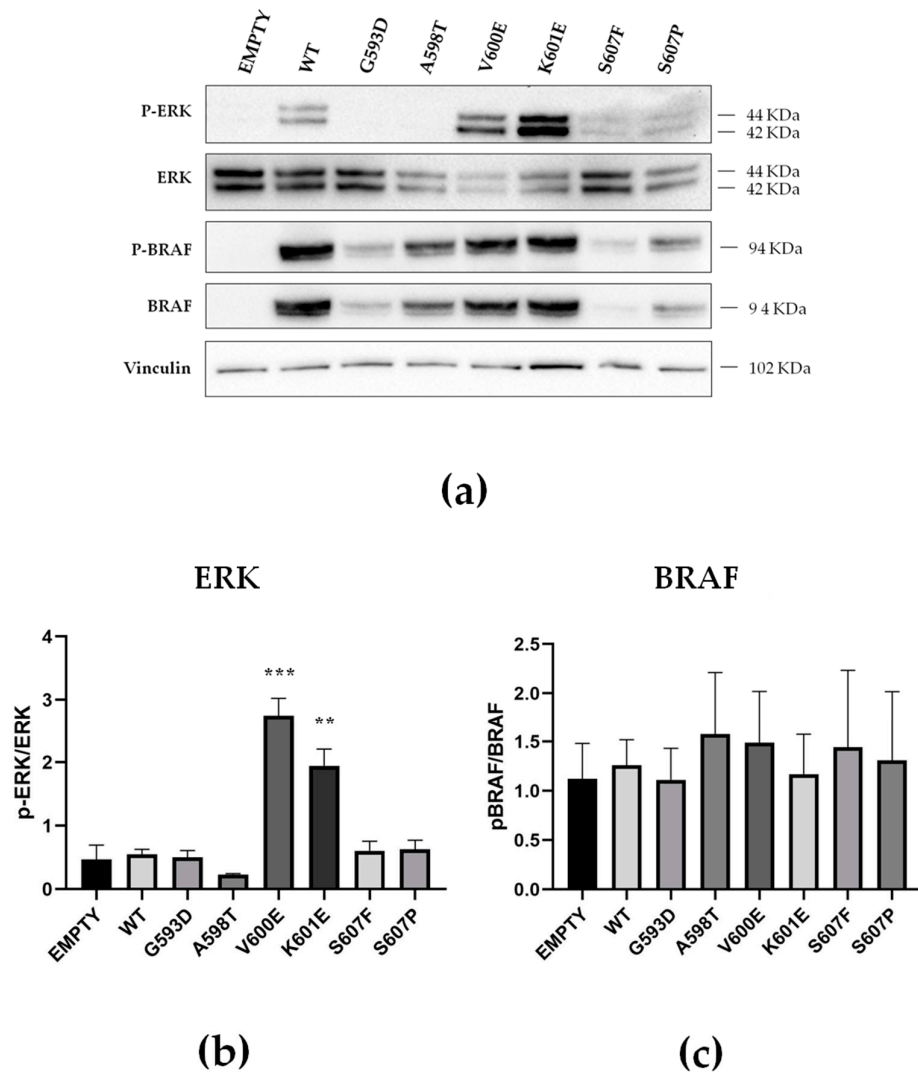 EMPTY WT G593D A598T V600E K601E S607F S607P
P-ERK 44 KDa
42 KDa
ERK 44 KDa
42 KDa
P-BRAF 94 KDa
BRAF 9 4 KDa
Vinculin 102 KDa
(a)
ERK
4
3
2
1
0
p-ERK/ERK
***
**
EMPTY WT G593D A598T V600E K601E S607F S607P
(b)
BRAF
2.5
2.0
1.5
1.0
0.5
0.0
pBRAF/BRAF
EMPTY WT G593D A598T V600E K601E S607F S607P
(c)